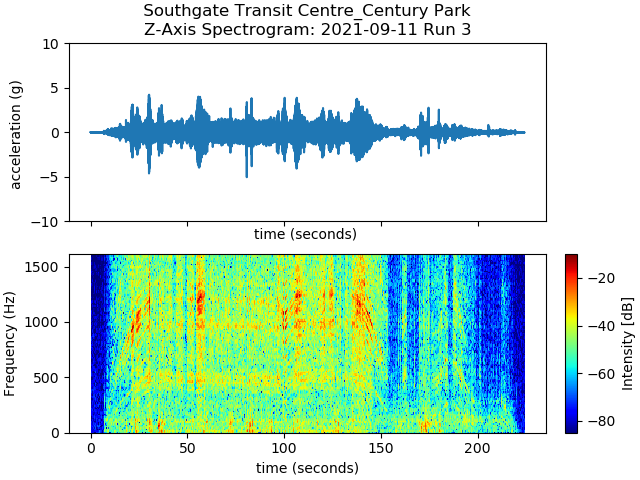 Southgate Transit Centre_Century Park
Z-Axis Spectrogram: 2021-09-11 Run 3
10
5
0
−5
−10
acceleration (g)
time (seconds)
1500
1000
500
0
Frequency (Hz)
0
50
100
150
200
time (seconds)
−20
−40
−60
−80
Intensity [dB]